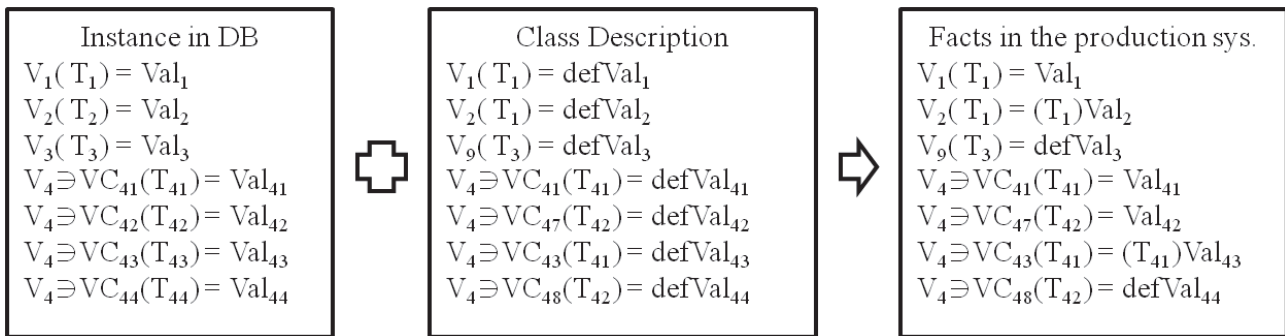 Instance in DB
V₁(T₁) = Val₁
V₂(T₂) = Val₂
V₃(T₃) = Val₃
V₄∋VC₄₁(T₄₁) = Val₄₁
V₄∋VC₄₂(T₄₂) = Val₄₂
V₄∋VC₄₃(T₄₃) = Val₄₃
V₄∋VC₄₄(T₄₄) = Val₄₄
Class Description
V₁(T₁) = defVal₁
V₂(T₁) = defVal₂
V₉(T₃) = defVal₃
V₄∋VC₄₁(T₄₁) = defVal₄₁
V₄∋VC₄₇(T₄₂) = defVal₄₂
V₄∋VC₄₃(T₄₁) = defVal₄₃
V₄∋VC₄₈(T₄₂) = defVal₄₄
Facts in the production sys.
V₁(T₁) = Val₁
V₂(T₁) = (T₁)Val₂
V₉(T₃) = defVal₃
V₄∋VC₄₁(T₄₁) = Val₄₁
V₄∋VC₄₇(T₄₂) = Val₄₂
V₄∋VC₄₃(T₄₁) = (T₄₁)Val₄₃
V₄∋VC₄₈(T₄₂) = defVal₄₄